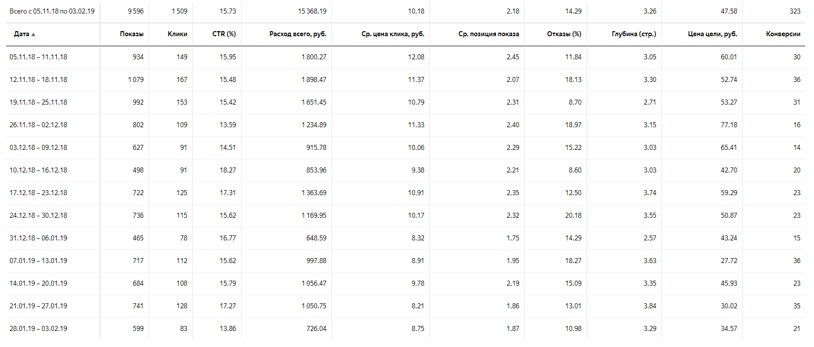 Всего с 05.11.18 по 03.02.19 9 596 1 509 15.73 15 368.19 10.18 2.18 14.29 3.26 47.58 323
Дата Показы Клики CTR (%) Расход всего, руб. Ср. цена клика, руб. Ср. позиция показа Отказы (%) Глубина (стр.) Цена цели, руб. Конверсии
05.11.18 – 11.11.18 934 149 15.95 1 800.27 12.08 2.45 11.84 3.05 60.01 30
12.11.18 – 18.11.18 1 079 167 15.48 1 898.47 11.37 2.07 18.13 3.30 52.74 36
19.11.18 – 25.11.18 992 153 15.42 1 651.45 10.79 2.31 8.70 2.71 53.27 31
26.11.18 – 02.12.18 802 109 13.59 1 234.89 11.33 2.40 18.97 3.15 77.18 16
03.12.18 – 09.12.18 627 91 14.51 915.78 10.06 2.29 15.22 3.03 65.41 14
10.12.18 – 16.12.18 498 91 18.27 853.96 9.38 2.21 8.60 3.03 42.70 20
17.12.18 – 23.12.18 722 125 17.31 1 363.69 10.91 2.35 12.50 3.74 59.29 23
24.12.18 – 30.12.18 736 115 15.62 1 169.95 10.17 2.32 20.18 3.55 50.87 23
31.12.18 – 06.01.19 465 78 16.77 648.59 8.32 1.75 14.29 2.57 43.24 15
07.01.19 – 13.01.19 717 112 15.62 997.88 8.91 1.95 18.27 3.63 27.72 36
14.01.19 – 20.01.19 684 108 15.79 1 056.47 9.78 2.19 15.09 3.35 45.93 23
21.01.19 – 27.01.19 741 128 17.27 1 050.75 8.21 1.86 13.01 3.84 30.02 35
28.01.19 – 03.02.19 599 83 13.86 726.04 8.75 1.87 10.98 3.29 34.57 21